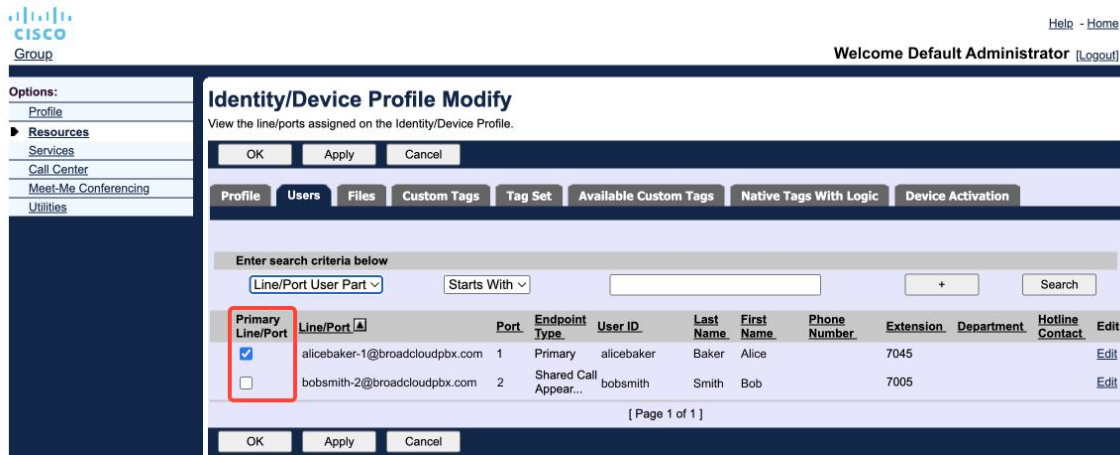 CISCO
Help - Home
Group
Welcome Default Administrator [Logout]
Options:
Profile
Resources
Services
Call Center
Meet-Me Conferencing
Utilities
Identity/Device Profile Modify
View the line/ports assigned on the Identity/Device Profile.
OK Apply Cancel
Profile Users Files Custom Tags Tag Set Available Custom Tags Native Tags With Logic Device Activation
Enter search criteria below
Line/Port User Part Starts With + Search
Primary Line/Port Line/Port Port Endpoint Type User ID Last Name First Name Phone Number Extension Department Hotline Contact Edit
alicebaker-1@broadcloudpbx.com 1 Primary alicebaker Baker Alice 7045 Edit
bobsmith-2@broadcloudpbx.com 2 Shared Call Appear... bobsmith Smith Bob 7005 Edit
[ Page 1 of 1 ]
OK Apply Cancel